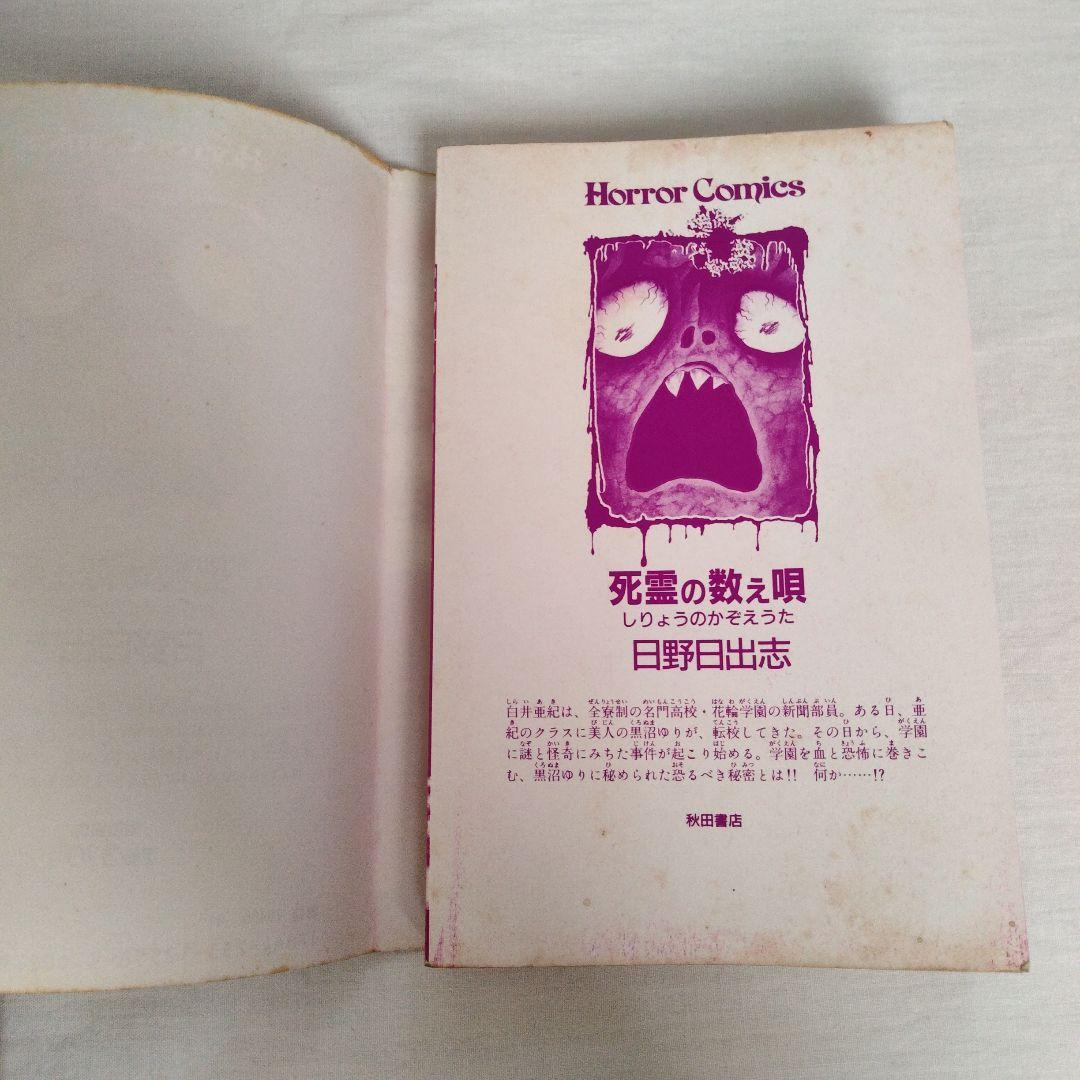 Horror Comics
死霊の数え唄
しりょうのかぞえうた
日野日出志
白井亜紀は、全寮制の名門高校・花輪学園の新聞部員。ある日、亜
紀のクラスに美人の黒沼ゆりが、転校してきた。その日から、学園
に謎と怪奇にみちた事件が起こり始める。学園を血と恐怖に巻きこ
む、黒沼ゆりに秘められた恐るべき秘密とは!! 何か……!?
秋田書店